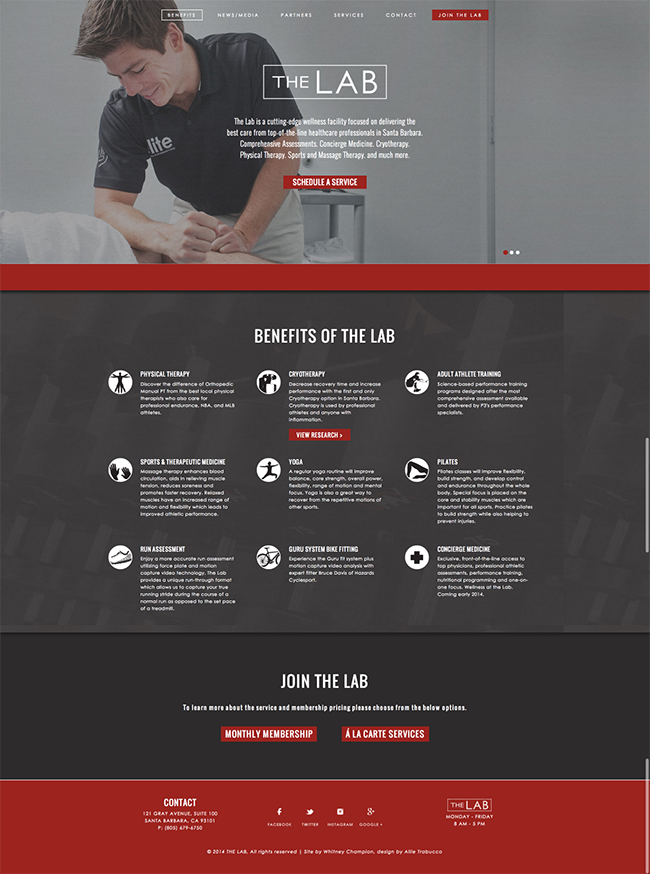 BENEFITS NEWS/MEDIA PARTNERS SERVICES CONTACT JOIN THE LAB
THE LAB
lite
The Lab is a cutting-edge wellness facility focused on delivering the
best care from top-of-the-line healthcare professionals in Santa Barbara.
Comprehensive Assessments, Concierge Medicine, Cryotherapy,
Physical Therapy, Sports and Massage Therapy, and much more.
SCHEDULE A SERVICE
BENEFITS OF THE LAB
PHYSICAL THERAPY
Discover the difference of Orthopedic
Manual PT from the best local physical
therapists who also care for
professional endurance, NBA, and MLB
athletes.
CRYOTHERAPY
Decrease recovery time and increase
performance with the first and only
Cryotherapy option in Santa Barbara.
Cryotherapy is used by professional
athletes and anyone with
inflammation.
VIEW RESEARCH >
ADULT ATHLETE TRAINING
Science-based performance training
programs designed after the most
comprehensive assessment available
and delivered by P3's performance
specialists.
SPORTS & THERAPEUTIC MEDICINE
Massage therapy enhances blood
circulation, aids in relieving muscle
tension, reduces soreness and
promotes faster recovery. Relaxed
muscles have an increased range of
motion and flexibility which leads to
improved athletic performance.
YOGA
A regular yoga routine will improve
balance, core strength, overall power,
flexibility, range of motion and mental
focus. Yoga is also a great way to
recover from the repetitive motions of
other sports.
PILATES
Pilates classes will improve flexibility,
build strength, and develop control
and endurance throughout the whole
body. Special focus is placed on the
core and stability muscles which are
important for all sports. Practice pilates
to build strength while also helping to
prevent injuries.
RUN ASSESSMENT
Enjoy a more accurate run assessment
utilizing force plate and motion
capture video technology. The Lab
provides a unique run-through format
which allows us to capture your true
running stride during the course of a
normal run as opposed to the set pace
of a treadmill.
GURU SYSTEM BIKE FITTING
Experience the Guru fit system plus
motion capture video analysis with
expert fitter Bruce Davis of Hazards
Cyclesport.
CONCIERGE MEDICINE
Exclusive, front-of-the-line access to
top physicians, professional athletic
assessments, performance training,
nutritional programming and one-on-
one focus. Wellness at the Lab.
Coming early 2014.
JOIN THE LAB
To learn more about the service and membership pricing please choose from the below options.
MONTHLY MEMBERSHIP
Á LA CARTE SERVICES
CONTACT
121 GRAY AVENUE, SUITE 100
SANTA BARBARA, CA 93101
P: (805) 679-6750
FACEBOOK TWITTER INSTAGRAM GOOGLE +
THE LAB
MONDAY - FRIDAY
8 AM - 5 PM
© 2014 THE LAB, All rights reserved | Site by Whitney Champion, design by Allie Trabucco